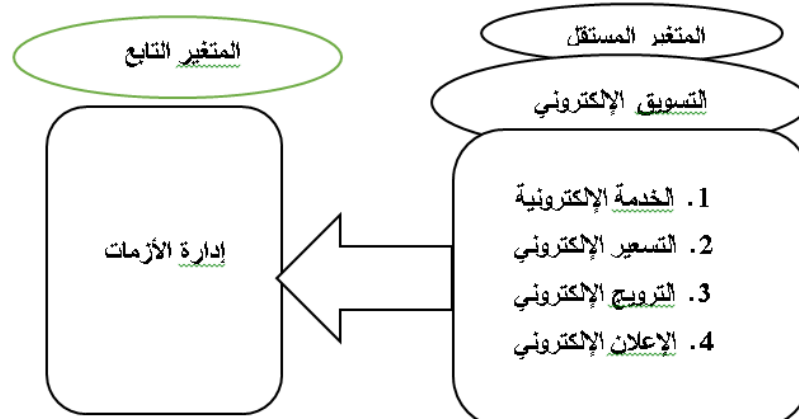 المتغير المستقل
المتغير التابع
التسويق الإلكتروني
1. الخدمة الإلكترونية
2. التسعير الإلكتروني
3. الترويج الإلكتروني
4. الإعلان الإلكتروني
إدارة الأزمات